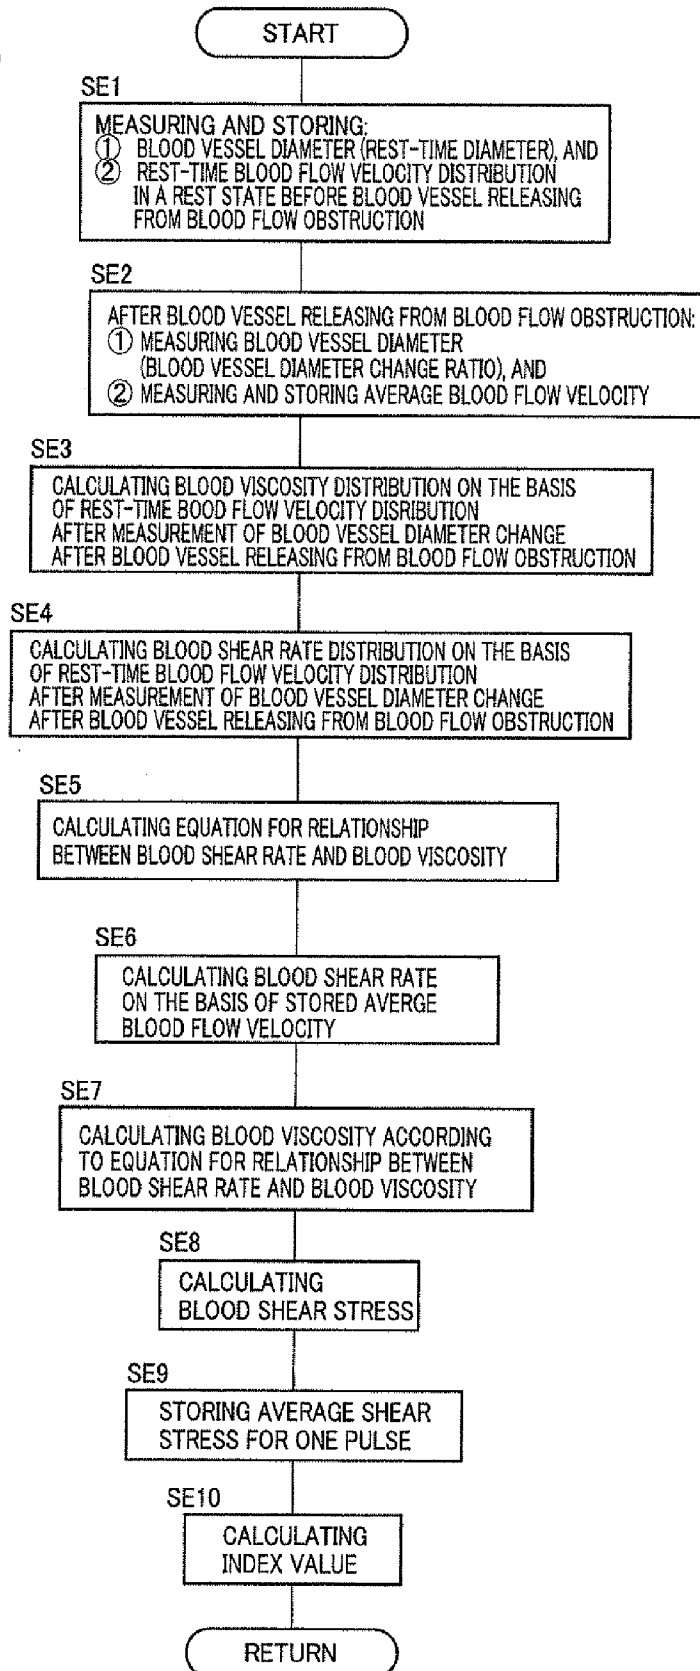 START
SE1
MEASURING AND STORING:
① BLOOD VESSEL DIAMETER (REST-TIME DIAMETER), AND
② REST-TIME BLOOD FLOW VELOCITY DISTRIBUTION
IN A REST STATE BEFORE BLOOD VESSEL RELEASING
FROM BLOOD FLOW OBSTRUCTION
SE2
AFTER BLOOD VESSEL RELEASING FROM BLOOD FLOW OBSTRUCTION:
① MEASURING BLOOD VESSEL DIAMETER
(BLOOD VESSEL DIAMETER CHANGE RATIO), AND
② MEASURING AND STORING AVERAGE BLOOD FLOW VELOCITY
SE3
CALCULATING BLOOD VISCOSITY DISTRIBUTION ON THE BASIS
OF REST-TIME BOOD FLOW VELOCITY DISRIBUTION
AFTER MEASUREMENT OF BLOOD VESSEL DIAMETER CHANGE
AFTER BLOOD VESSEL RELEASING FROM BLOOD FLOW OBSTRUCTION
SE4
CALCULATING BLOOD SHEAR RATE DISTRIBUTION ON THE BASIS
OF REST-TIME BLOOD FLOW VELOCITY DISTRIBUTION
AFTER MEASUREMENT OF BLOOD VESSEL DIAMETER CHANGE
AFTER BLOOD VESSEL RELEASING FROM BLOOD FLOW OBSTRUCTION
SE5
CALCULATING EQUATION FOR RELATIONSHIP
BETWEEN BLOOD SHEAR RATE AND BLOOD VISCOSITY
SE6
CALCULATING BLOOD SHEAR RATE
ON THE BASIS OF STORED AVERGE
BLOOD FLOW VELOCITY
SE7
CALCULATING BLOOD VISCOSITY ACCORDING
TO EQUATION FOR RELATIONSHIP BETWEEN
BLOOD SHEAR RATE AND BLOOD VISCOSITY
SE8
CALCULATING
BLOOD SHEAR STRESS
SE9
STORING AVERAGE SHEAR
STRESS FOR ONE PULSE
SE10
CALCULATING
INDEX VALUE
RETURN